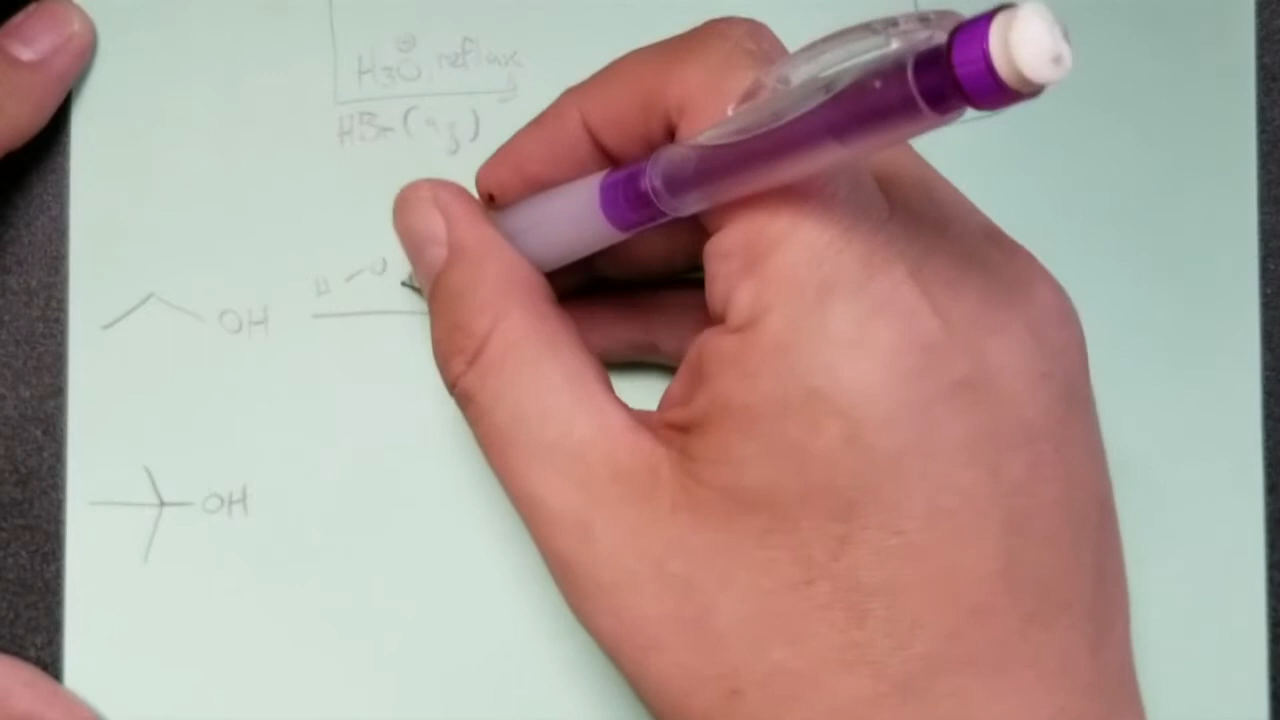 H₃O⊕, reflux
HBr (aq)
OH
OH